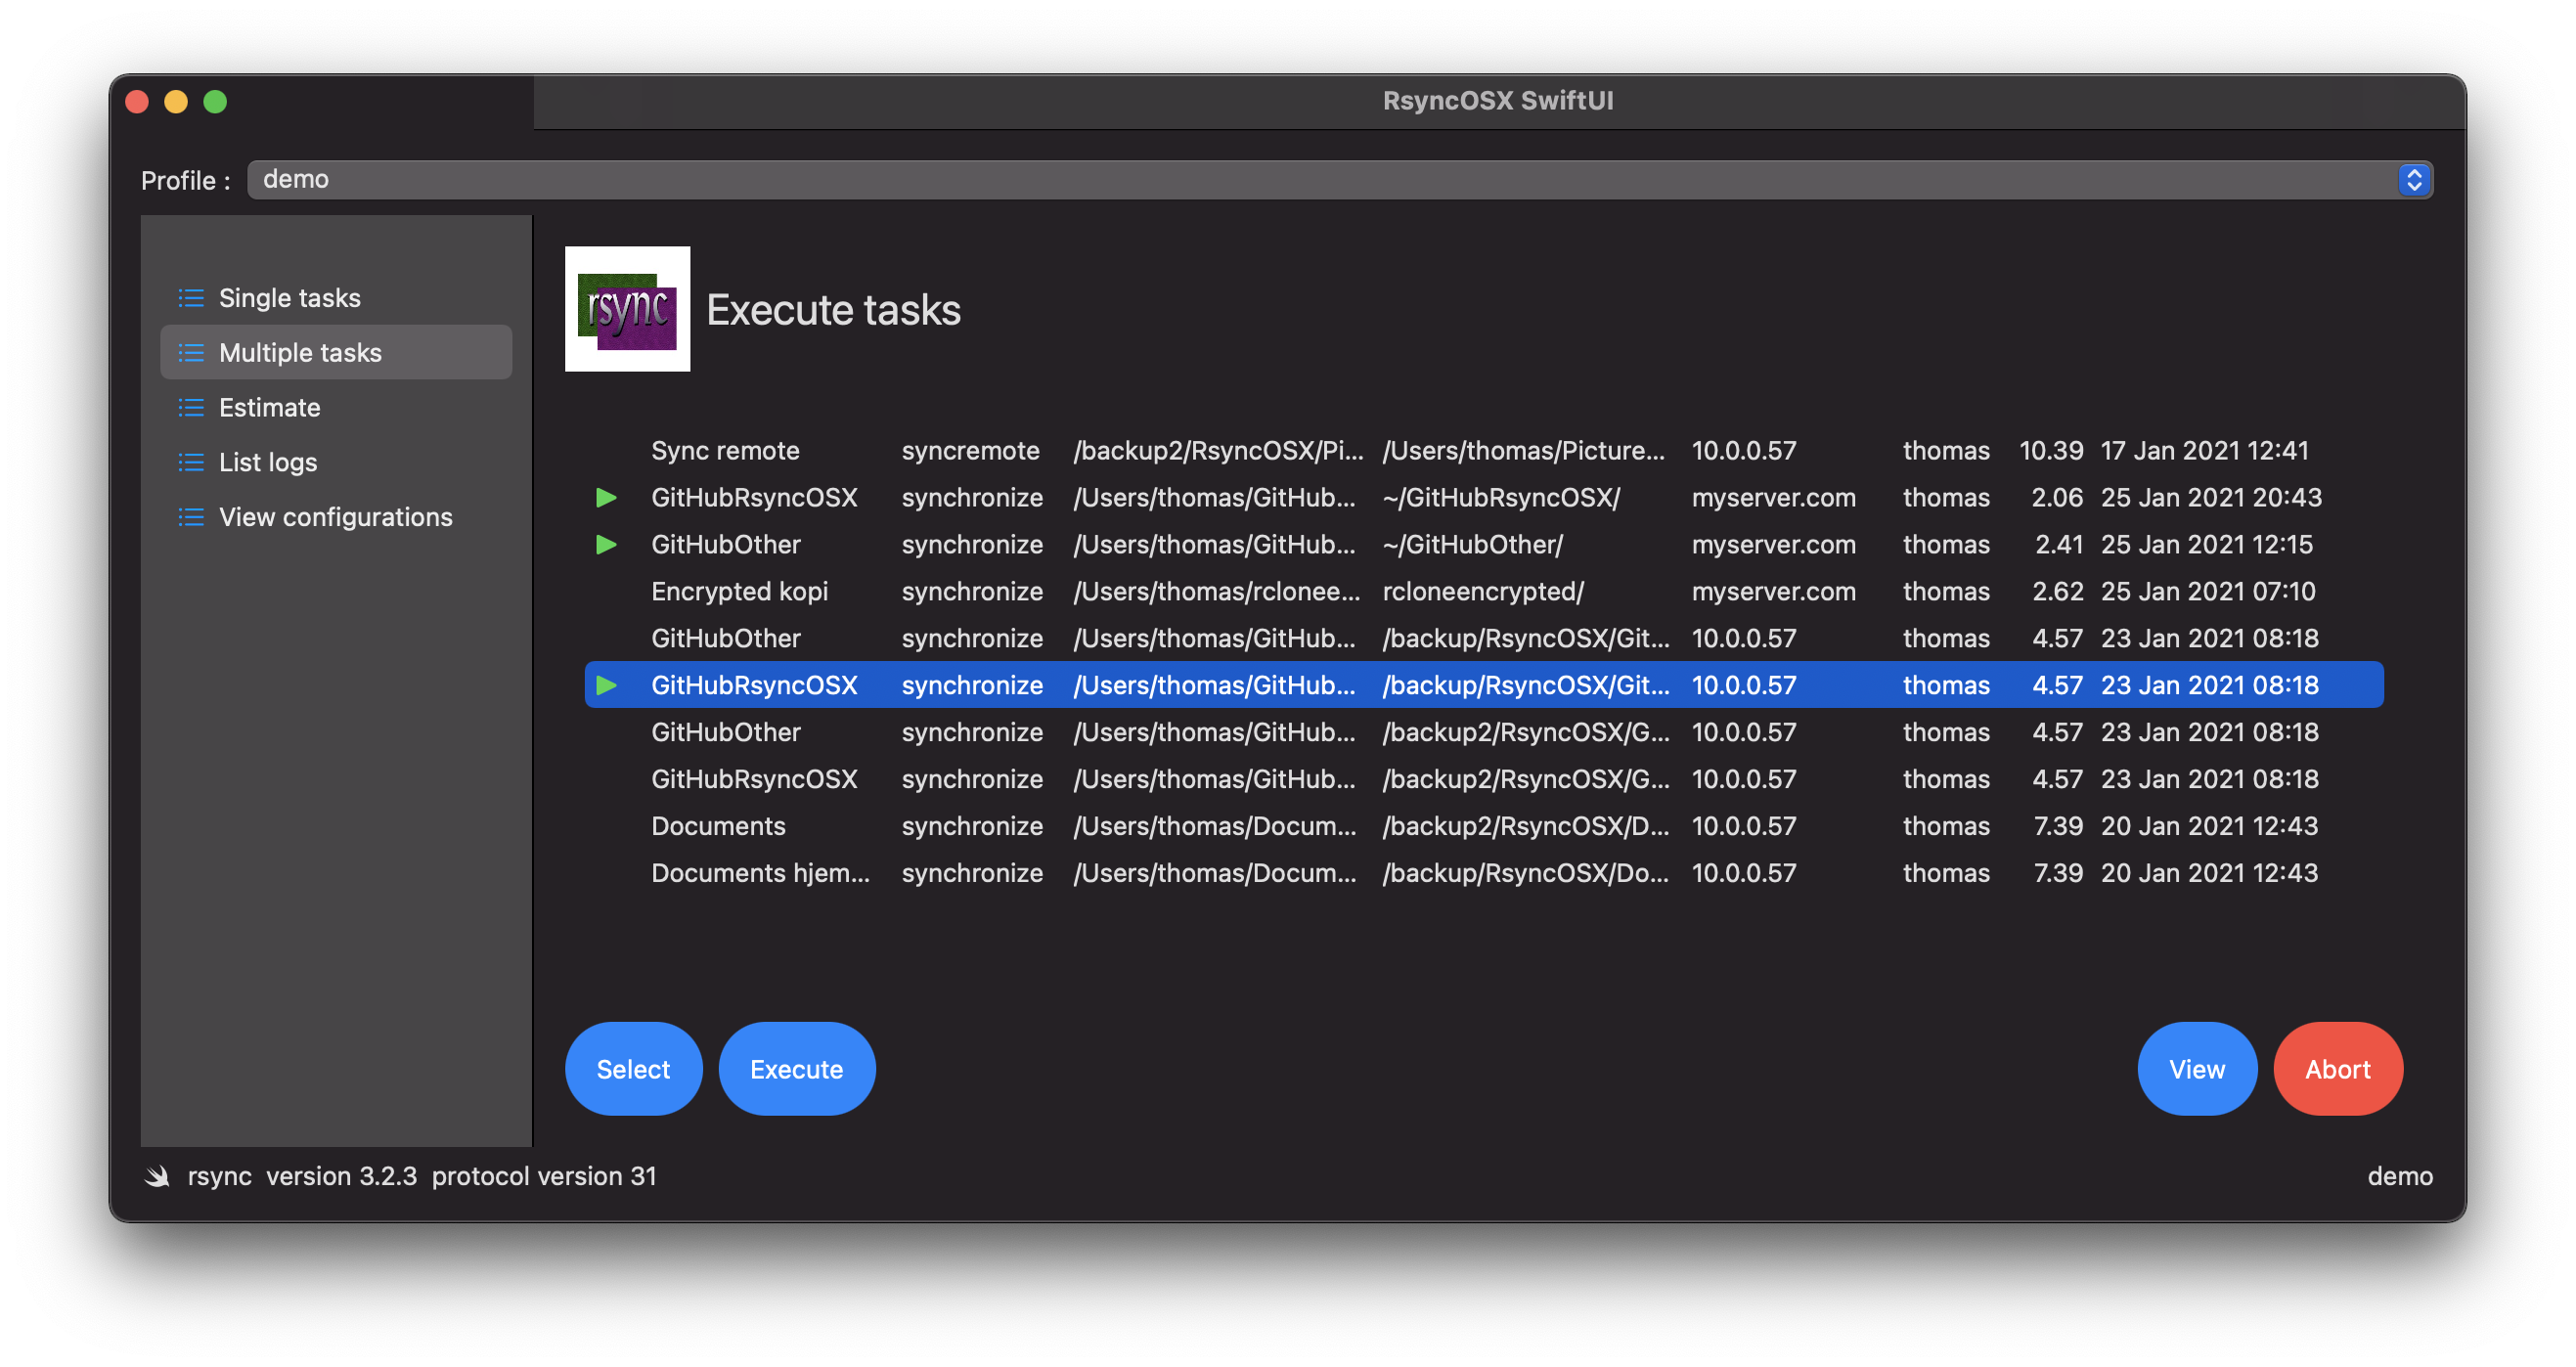 RsyncOSX SwiftUI
Profile : demo
Single tasks
Multiple tasks
Estimate
List logs
View configurations
rsync
Execute tasks
Sync remote syncremote /backup2/RsyncOSX/Pi... /Users/thomas/Picture... 10.0.0.57 thomas 10.39 17 Jan 2021 12:41
GitHubRsyncOSX synchronize /Users/thomas/GitHub... ~/GitHubRsyncOSX/ myserver.com thomas 2.06 25 Jan 2021 20:43
GitHubOther synchronize /Users/thomas/GitHub... ~/GitHubOther/ myserver.com thomas 2.41 25 Jan 2021 12:15
Encrypted kopi synchronize /Users/thomas/rclonee... rcloneencrypted/ myserver.com thomas 2.62 25 Jan 2021 07:10
GitHubOther synchronize /Users/thomas/GitHub... /backup/RsyncOSX/Git... 10.0.0.57 thomas 4.57 23 Jan 2021 08:18
GitHubRsyncOSX synchronize /Users/thomas/GitHub... /backup/RsyncOSX/Git... 10.0.0.57 thomas 4.57 23 Jan 2021 08:18
GitHubOther synchronize /Users/thomas/GitHub... /backup2/RsyncOSX/G... 10.0.0.57 thomas 4.57 23 Jan 2021 08:18
GitHubRsyncOSX synchronize /Users/thomas/GitHub... /backup2/RsyncOSX/G... 10.0.0.57 thomas 4.57 23 Jan 2021 08:18
Documents synchronize /Users/thomas/Docum... /backup2/RsyncOSX/D... 10.0.0.57 thomas 7.39 20 Jan 2021 12:43
Documents hjem... synchronize /Users/thomas/Docum... /backup/RsyncOSX/Do... 10.0.0.57 thomas 7.39 20 Jan 2021 12:43
Select Execute View Abort
rsync version 3.2.3 protocol version 31 demo